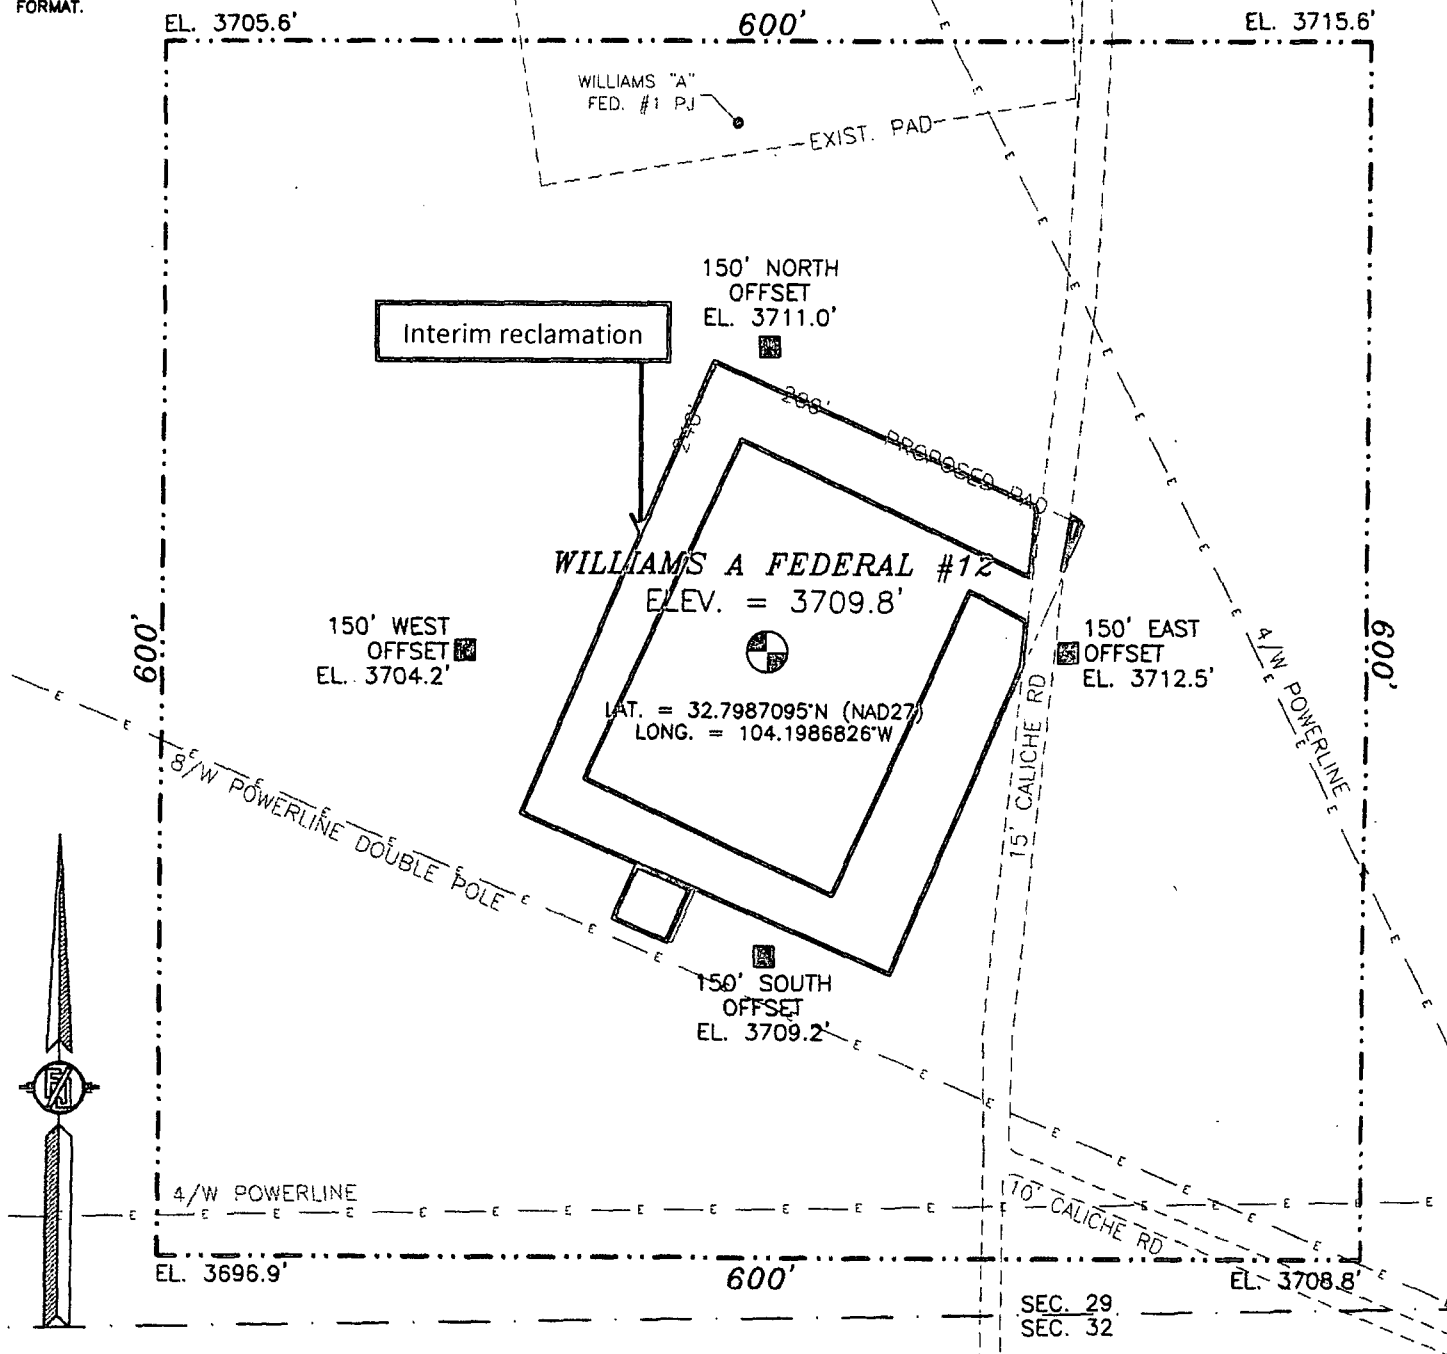 FORMAT.
EL. 3705.6'
600'
EL. 3715.6'
WILLIAMS "A"
FED. #1 PJ
EXIST. PAD
150' NORTH
OFFSET
EL. 3711.0'
Interim reclamation
240'
PROPOSED PAD
WILLIAMS A FEDERAL #12
ELEV. = 3709.8'
150' WEST
OFFSET
EL. 3704.2'
600'
150' EAST
OFFSET
EL. 3712.5'
600'
4/W POWERLINE
LAT. = 32.7987095°N (NAD27)
LONG. = 104.1986826°W
15' CALICHE RD
8/W POWERLINE DOUBLE POLE
150' SOUTH
OFFSET
EL. 3709.2'
4/W POWERLINE
10' CALICHE RD
EL. 3696.9'
600'
EL. 3708.8'
SEC. 29
SEC. 32